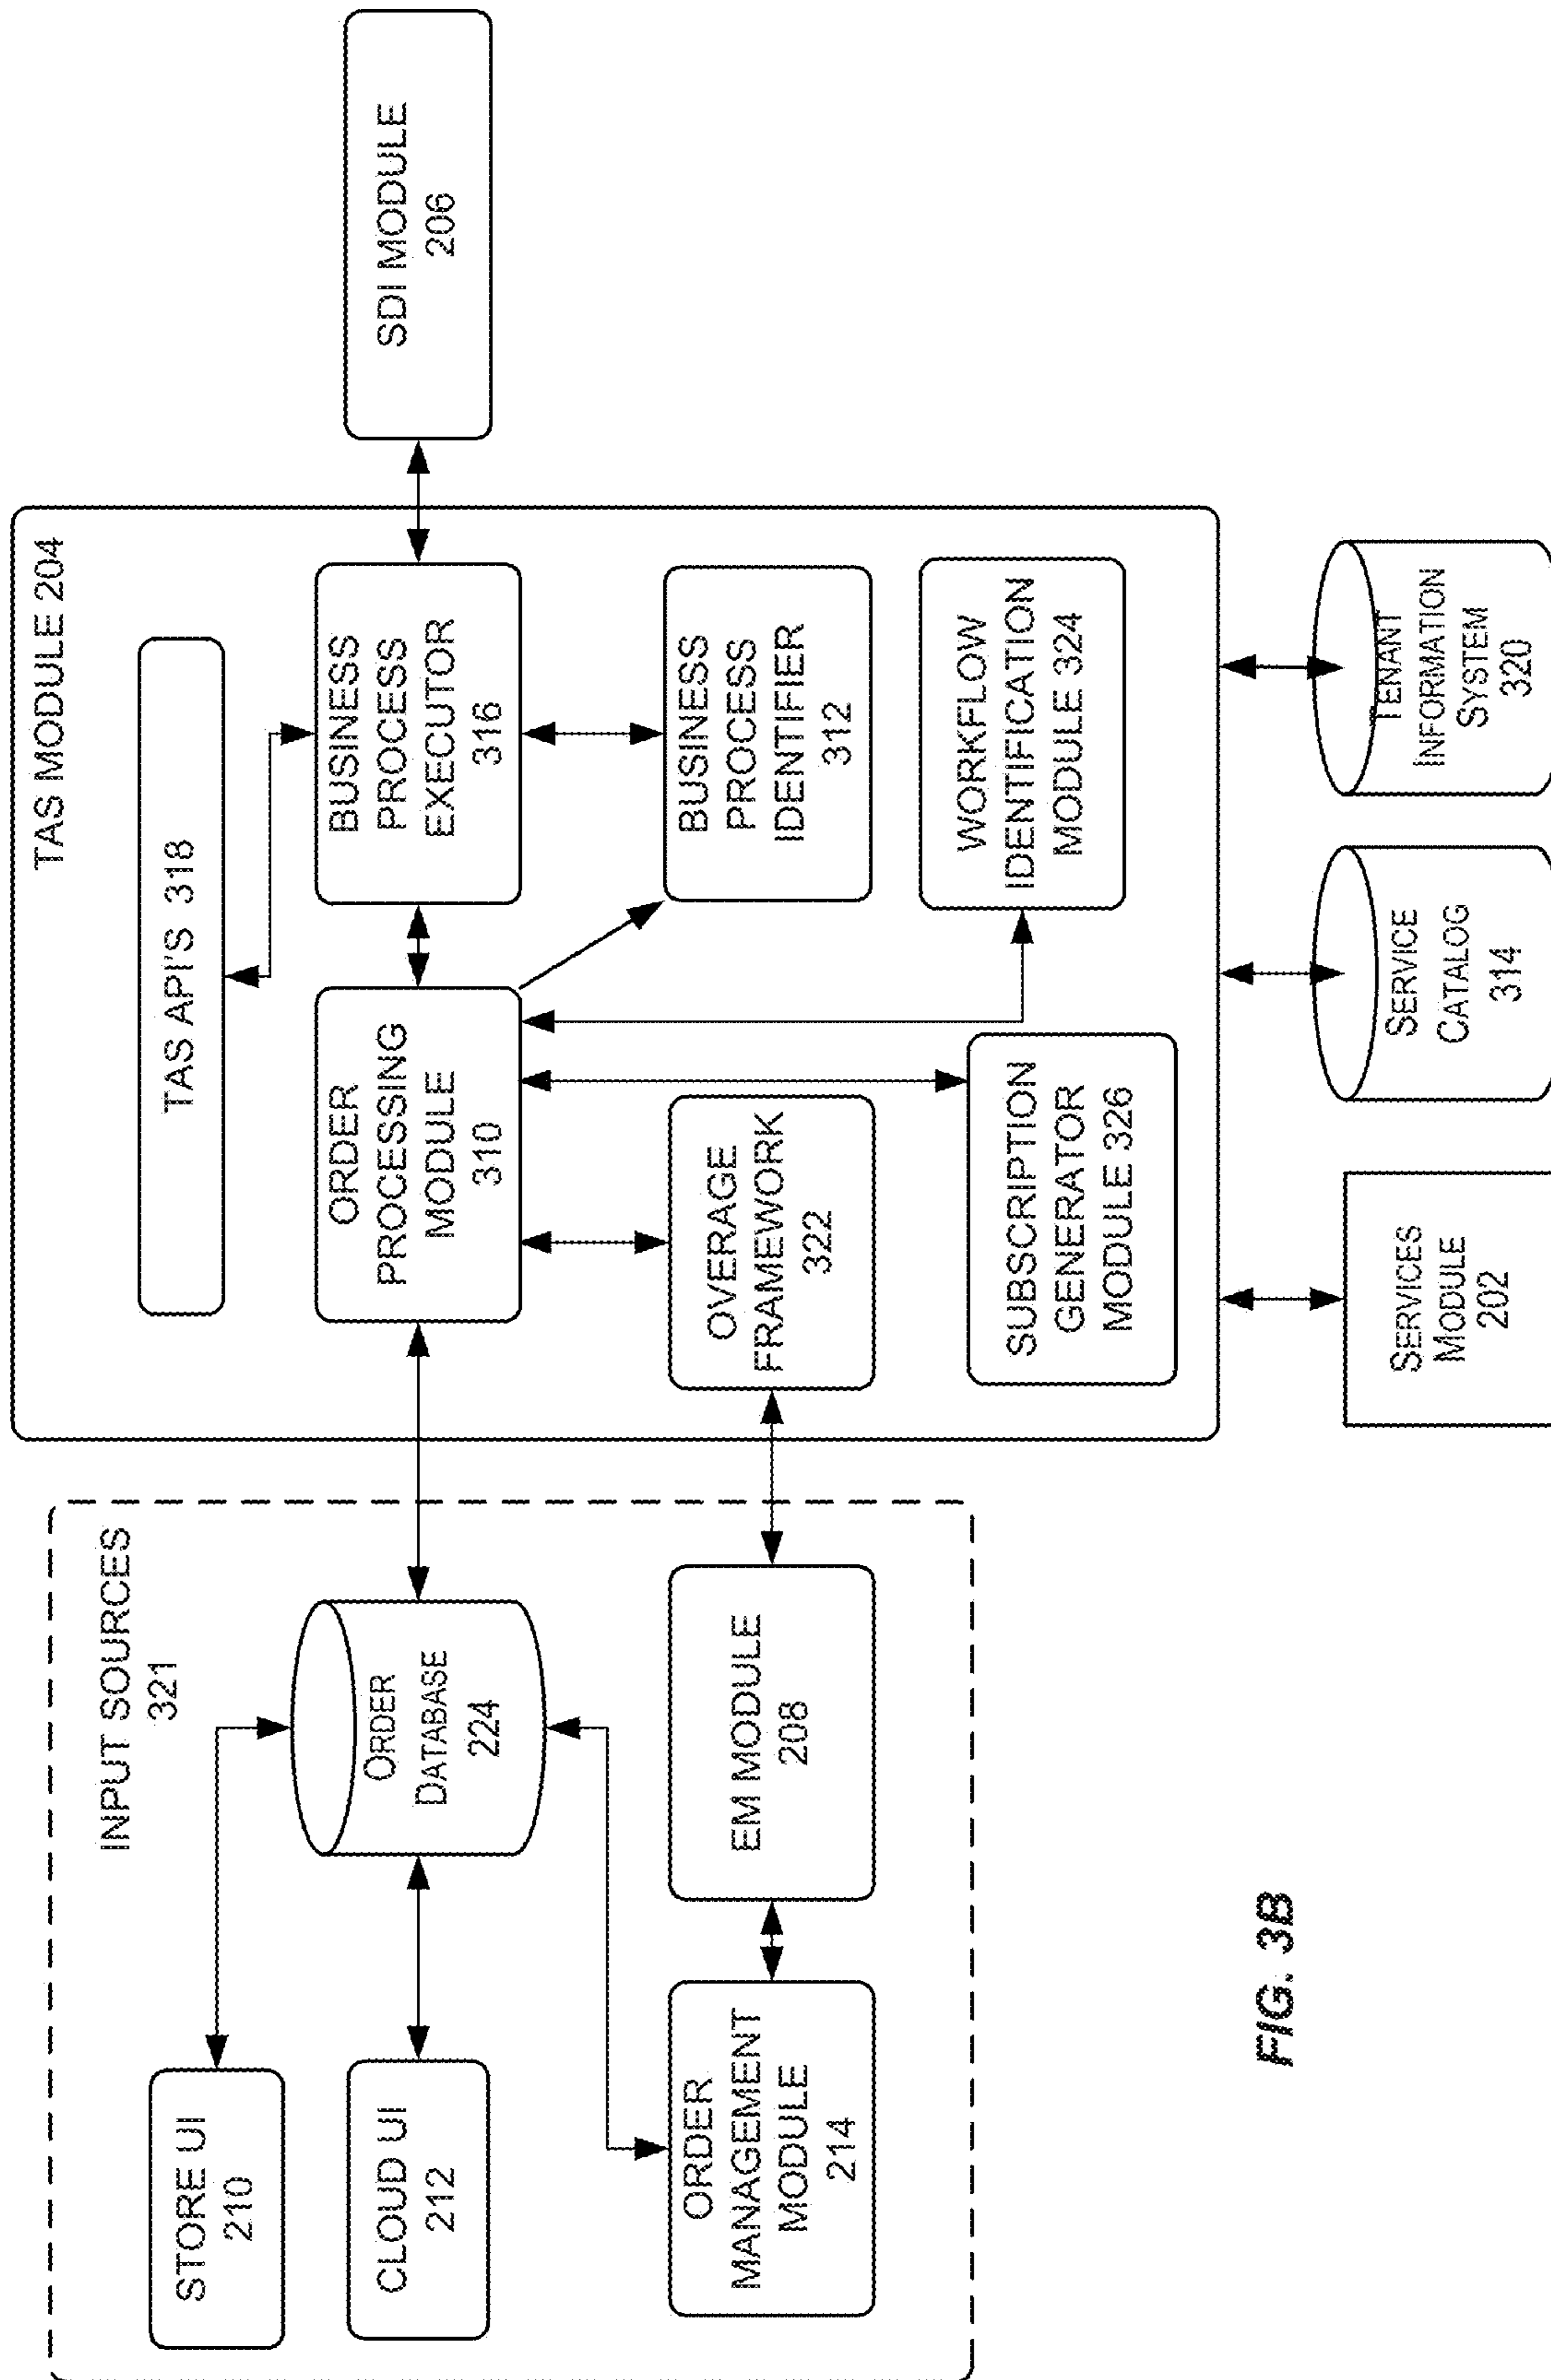 INPUT SOURCES
321
STORE UI
210
CLOUD UI
212
ORDER
DATABASE
224
ORDER
MANAGEMENT
MODULE
214
EM MODULE
208
TAS MODULE 204
TAS API'S 318
ORDER
PROCESSING
MODULE
310
BUSINESS
PROCESS
EXECUTOR
316
OVERAGE
FRAMEWORK
322
BUSINESS
PROCESS
IDENTIFIER
312
SUBSCRIPTION
GENERATOR
MODULE 326
WORKFLOW
IDENTIFICATION
MODULE 324
SDI MODULE
206
SERVICES
MODULE
202
SERVICE
CATALOG
314
TENANT
INFORMATION
SYSTEM
320
FIG. 3B